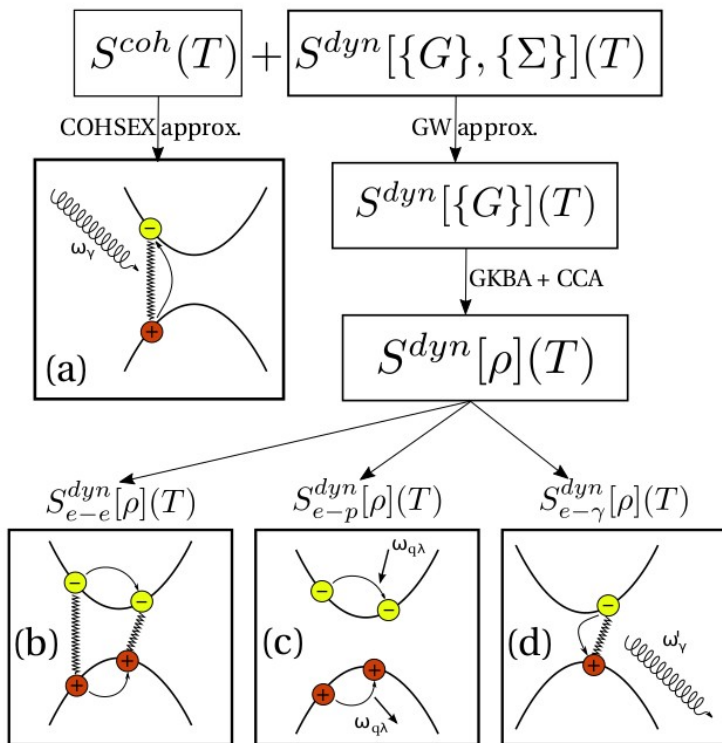 S^{coh}(T) + S^{dyn}[{G}, {Σ}](T)
COHSEX approx.
GW approx.
ω_γ
−
+
(a)
S^{dyn}[{G}](T)
GKBA + CCA
S^{dyn}[ρ](T)
S^{dyn}_{e−e}[ρ](T)
S^{dyn}_{e−p}[ρ](T)
S^{dyn}_{e−γ}[ρ](T)
− −
(b)
+ +
ω_{qλ}
− −
(c)
+ +
ω_{qλ}
−
(d)
+
ω'_γ